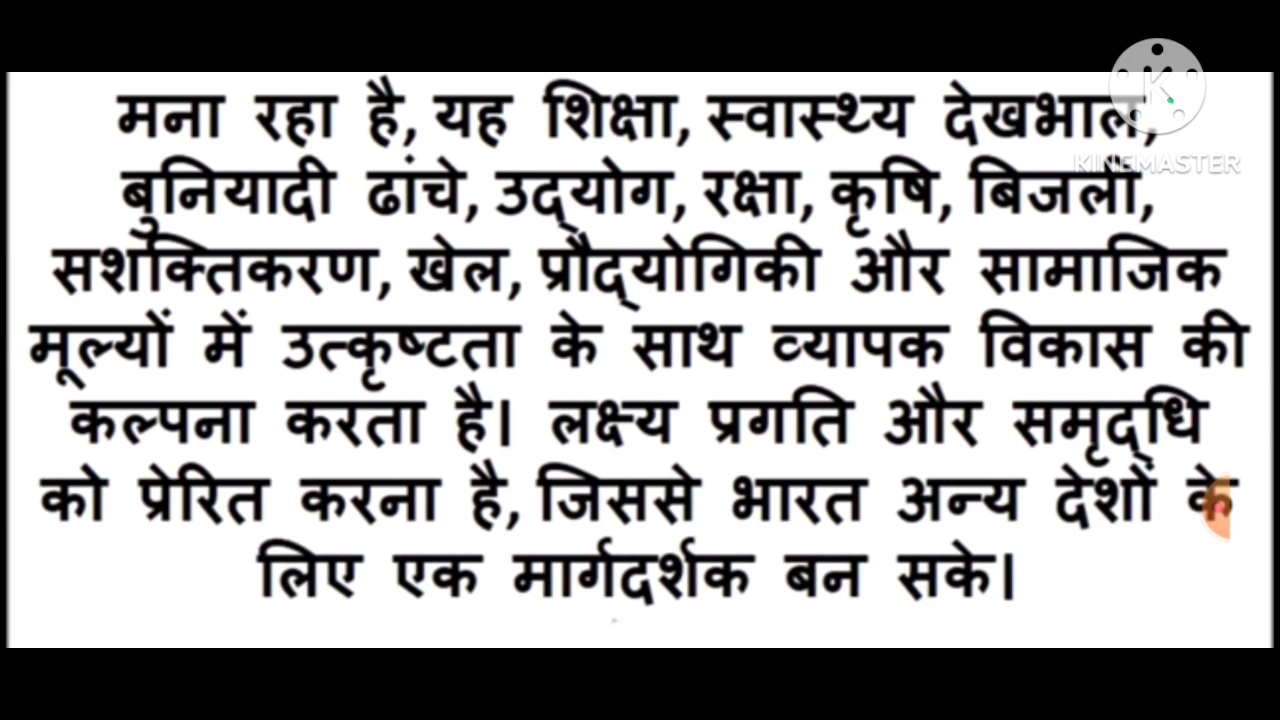 मना रहा है, यह शिक्षा, स्वास्थ्य देखभाल,
KINEMASTER
बुनियादी ढांचे, उद्योग, रक्षा, कृषि, बिजली,
सशक्तिकरण, खेल, प्रौद्योगिकी और सामाजिक
मूल्यों में उत्कृष्टता के साथ व्यापक विकास की
कल्पना करता है। लक्ष्य प्रगति और समृद्धि
को प्रेरित करना है, जिससे भारत अन्य देशों के
लिए एक मार्गदर्शक बन सके।